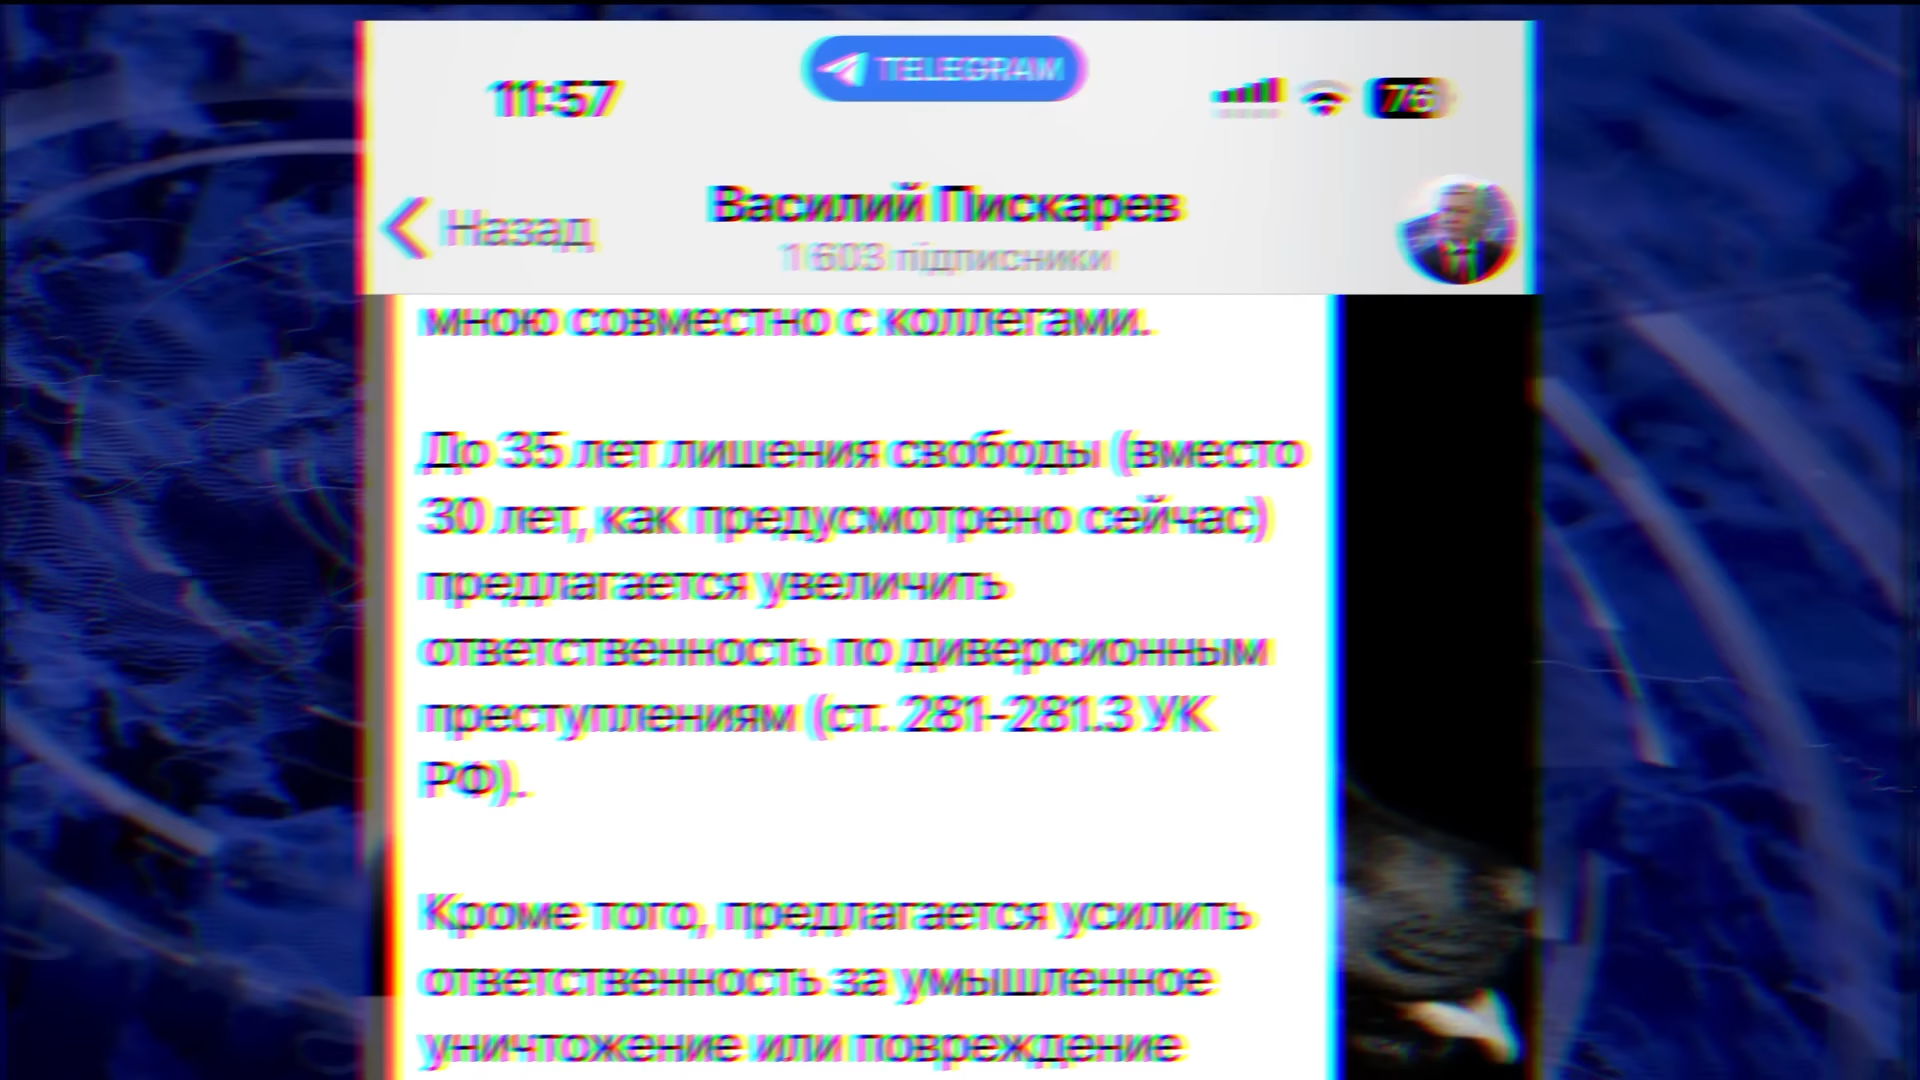 11:57
TELEGRAM
76
Назад
Василий Пискарев
1 603 підписники
мною совместно с коллегами.
До 35 лет лишения свободы (вместо
30 лет, как предусмотрено сейчас)
предлагается увеличить
ответственность по диверсионным
преступлениям ((ст. 281-281.3 УК
РФ)..
Кроме того, предлагается усилить
ответственность за умышленное
уничтожение или повреждение